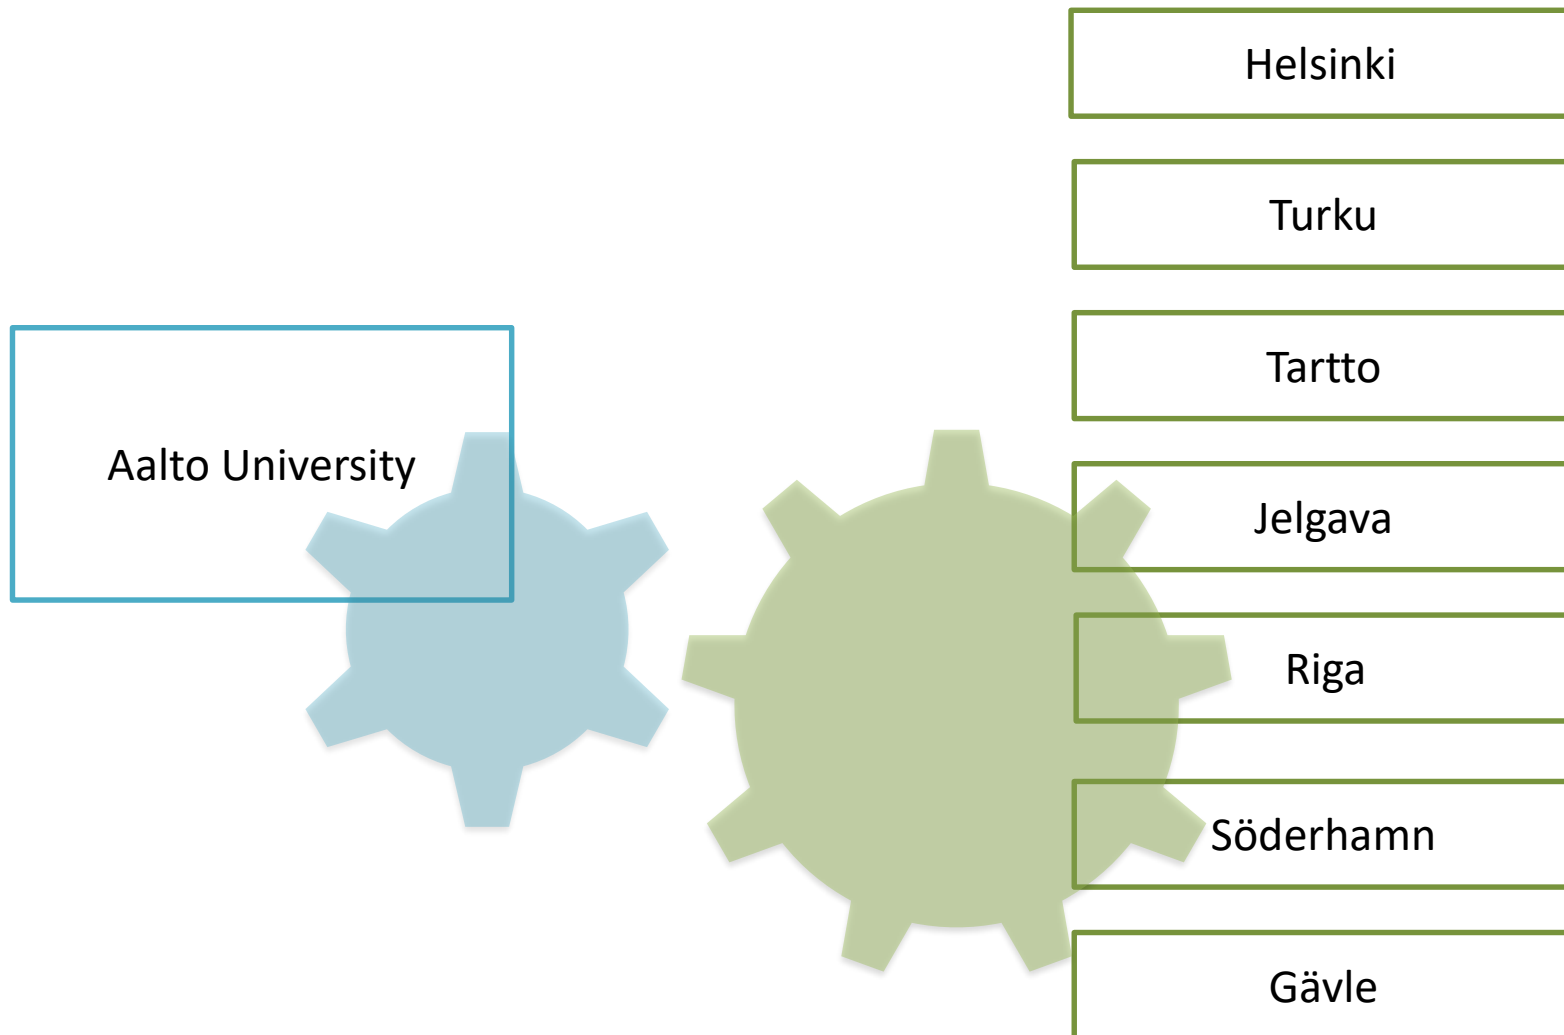 Helsinki
Turku
Tartto
Aalto University
Jelgava
Riga
Söderhamn
Gävle